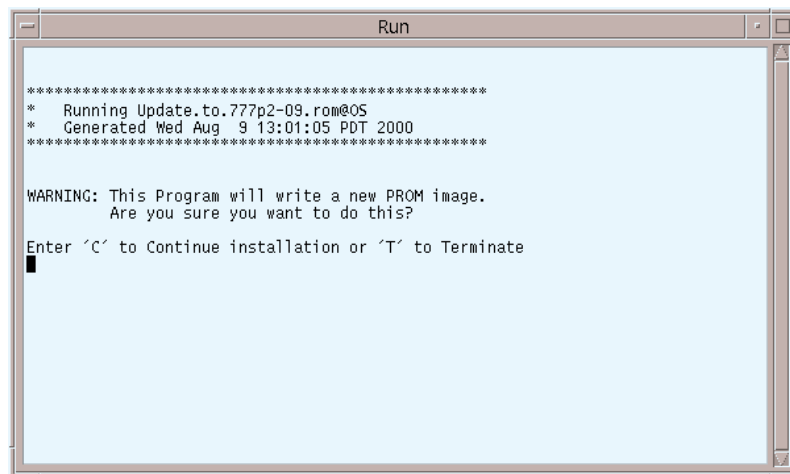 Run
**************************************************
*   Running Update.to.777p2-09.rom@OS
*   Generated Wed Aug  9 13:01:05 PDT 2000
**************************************************
WARNING: This Program will write a new PROM image.
         Are you sure you want to do this?
Enter ´C´ to Continue installation or ´T´ to Terminate